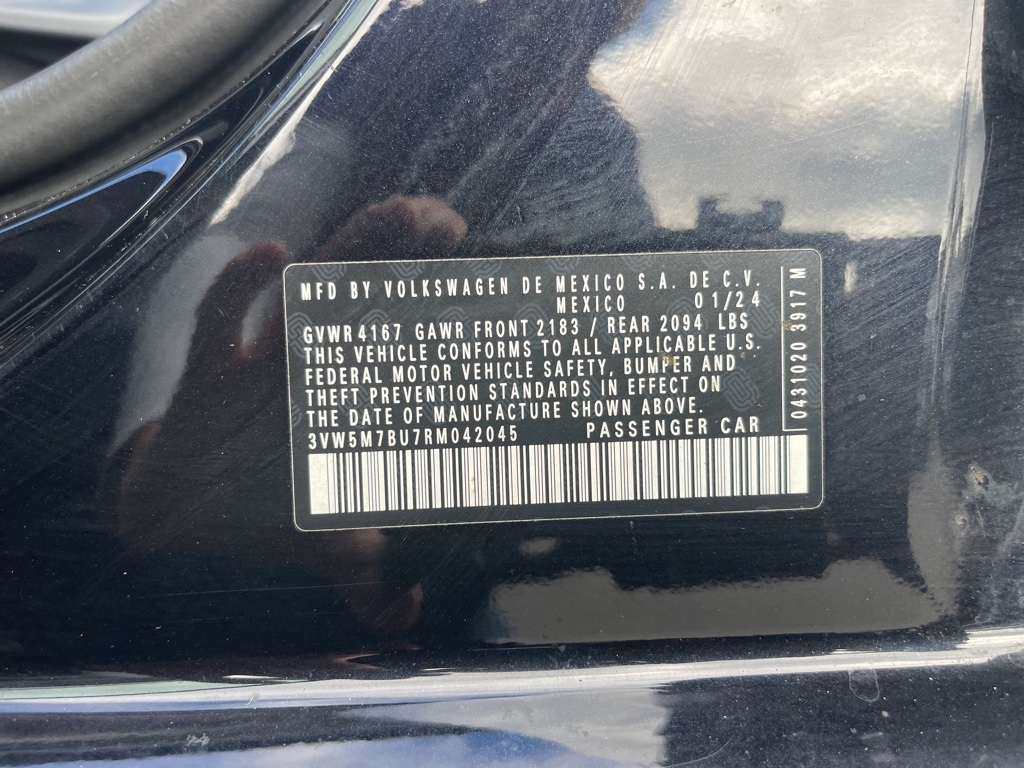 MFD BY VOLKSWAGEN DE MEXICO S.A. DE C.V.
MEXICO 01/24
GVWR 4167 GAWR FRONT 2183 / REAR 2094 LBS
THIS VEHICLE CONFORMS TO ALL APPLICABLE U.S.
FEDERAL MOTOR VEHICLE SAFETY, BUMPER AND
THEFT PREVENTION STANDARDS IN EFFECT ON
THE DATE OF MANUFACTURE SHOWN ABOVE.
3VW5M7BU7RM042045 PASSENGER CAR
0431020 3917 M